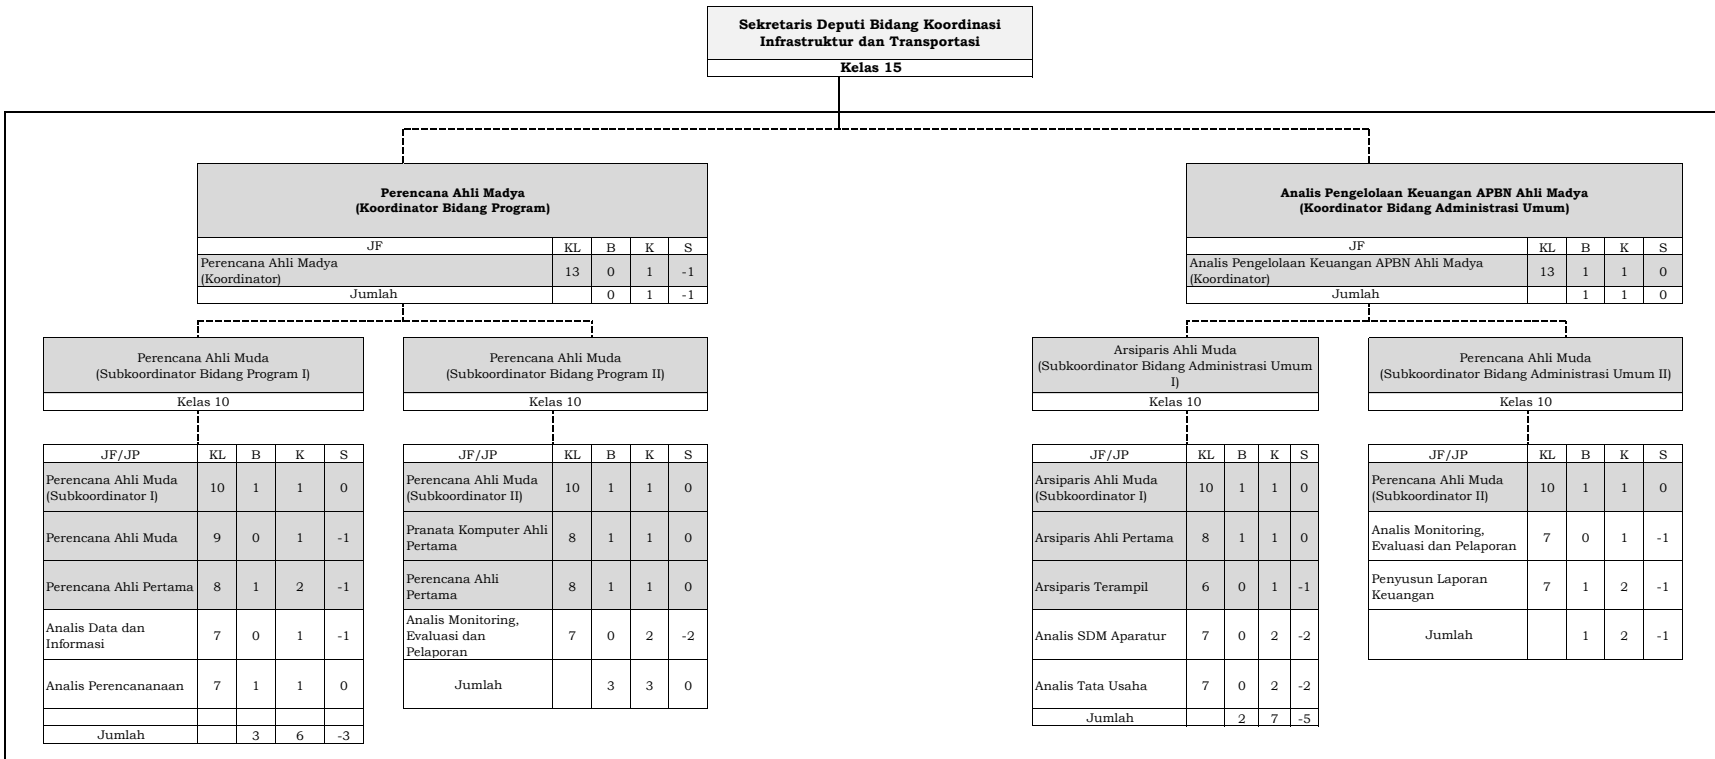 Sekretaris Deputi Bidang Koordinasi
Infrastruktur dan Transportasi
Kelas 15
Perencana Ahli Madya
(Koordinator Bidang Program)
JF KL B K S
Perencana Ahli Madya
(Koordinator) 13 0 1 -1
Jumlah 0 1 -1
Analis Pengelolaan Keuangan APBN Ahli Madya
(Koordinator Bidang Administrasi Umum)
JF KL B K S
Analis Pengelolaan Keuangan APBN Ahli Madya
(Koordinator) 13 1 1 0
Jumlah 1 1 0
Perencana Ahli Muda
(Subkoordinator Bidang Program I)
Kelas 10
JF/JP KL B K S
Perencana Ahli Muda
(Subkoordinator I) 10 1 1 0
Perencana Ahli Muda 9 0 1 -1
Perencana Ahli Pertama 8 1 2 -1
Analis Data dan
Informasi 7 0 1 -1
Analis Perencananaan 7 1 1 0
Jumlah 3 6 -3
Perencana Ahli Muda
(Subkoordinator Bidang Program II)
Kelas 10
JF/JP KL B K S
Perencana Ahli Muda
(Subkoordinator II) 10 1 1 0
Pranata Komputer Ahli
Pertama 8 1 1 0
Perencana Ahli
Pertama 8 1 1 0
Analis Monitoring,
Evaluasi dan
Pelaporan 7 0 2 -2
Jumlah 3 3 0
Arsiparis Ahli Muda
(Subkoordinator Bidang Administrasi Umum
I)
Kelas 10
JF/JP KL B K S
Arsiparis Ahli Muda
(Subkoordinator I) 10 1 1 0
Arsiparis Ahli Pertama 8 1 1 0
Arsiparis Terampil 6 0 1 -1
Analis SDM Aparatur 7 0 2 -2
Analis Tata Usaha 7 0 2 -2
Jumlah 2 7 -5
Perencana Ahli Muda
(Subkoordinator Bidang Administrasi Umum II)
Kelas 10
JF/JP KL B K S
Perencana Ahli Muda
(Subkoordinator II) 10 1 1 0
Analis Monitoring,
Evaluasi dan Pelaporan 7 0 1 -1
Penyusun Laporan
Keuangan 7 1 2 -1
Jumlah 1 2 -1